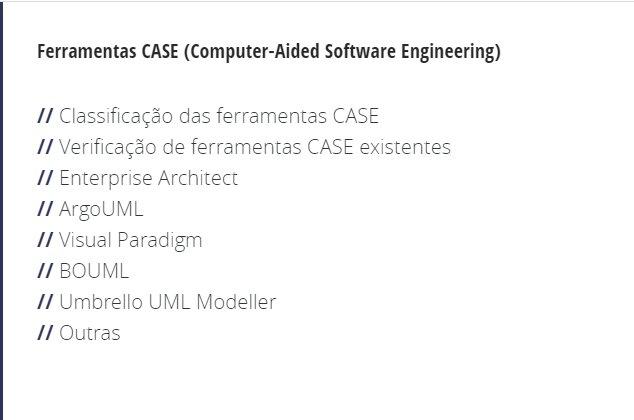 Ferramentas CASE (Computer-Aided Software Engineering)
// Classificação das ferramentas CASE
// Verificação de ferramentas CASE existentes
// Enterprise Architect
// ArgoUML
// Visual Paradigm
// BOUML
// Umbrello UML Modeller
// Outras